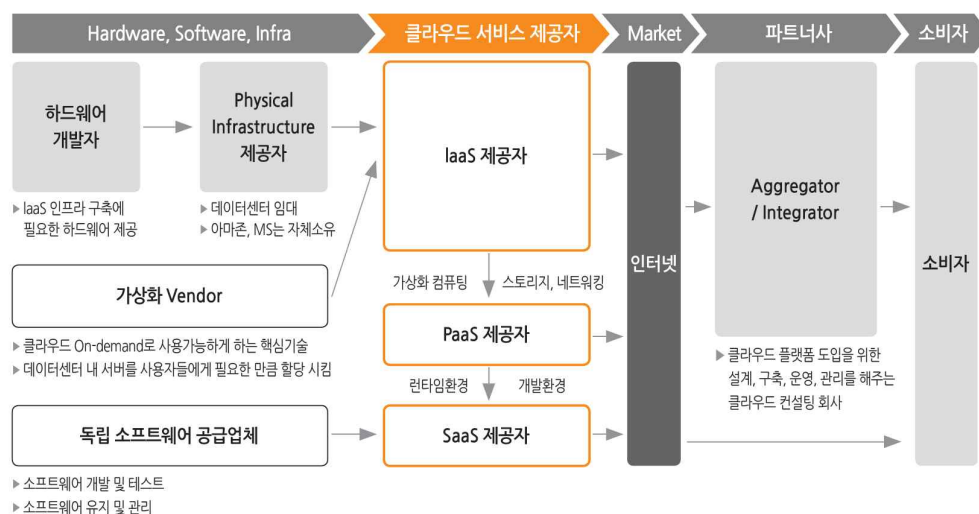 Hardware, Software, Infra
클라우드 서비스 제공자
Market
파트너사
소비자
하드웨어
개발자
Physical
Infrastructure
제공자
IaaS 제공자
▶ IaaS 인프라 구축에
필요한 하드웨어 제공
▶ 데이터센터 임대
▶ 아마존, MS는 자체소유
Aggregator
/ Integrator
인터넷
소비자
가상화 Vendor
가상화 컴퓨팅
스토리지, 네트워킹
PaaS 제공자
▶ 클라우드 On-demand로 사용가능하게 하는 핵심기술
▶ 데이터센터 내 서버를 사용자들에게 필요한 만큼 할당 시킴
▶ 클라우드 플랫폼 도입을 위한
설계, 구축, 운영, 관리를 해주는
클라우드 컨설팅 회사
런타임환경
개발환경
독립 소프트웨어 공급업체
SaaS 제공자
▶ 소프트웨어 개발 및 테스트
▶ 소프트웨어 유지 및 관리